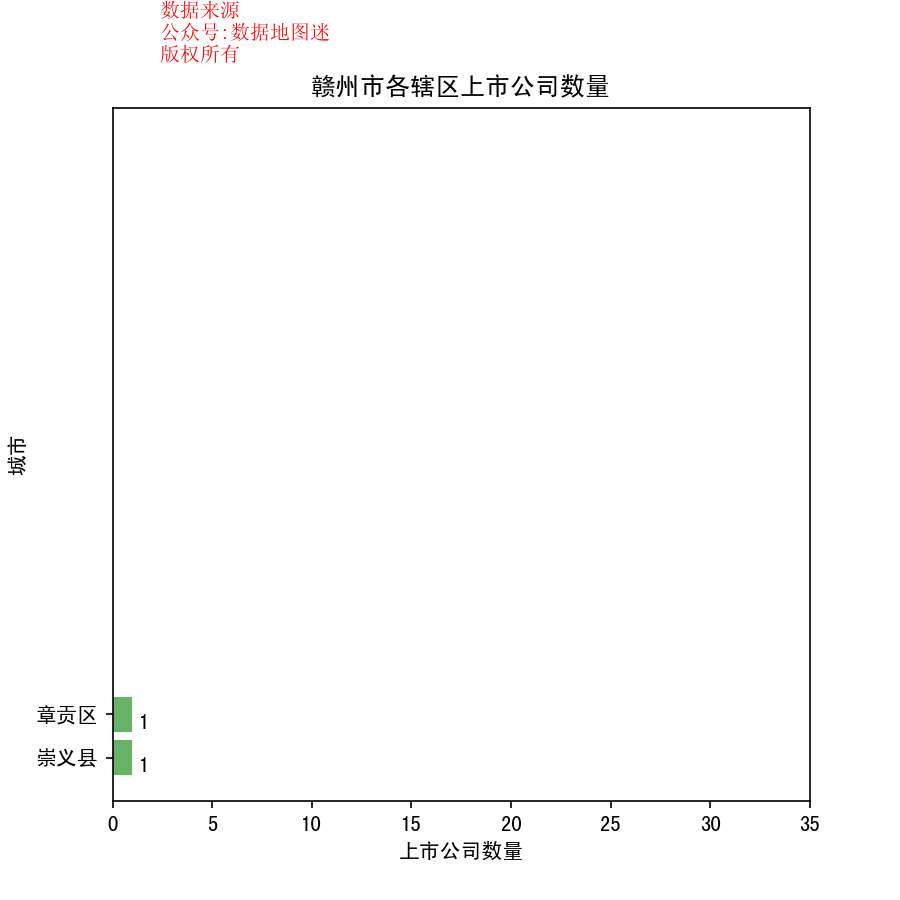 数据来源
公众号:数据地图迷
版权所有
赣州市各辖区上市公司数量
城市
章贡区
1
崇义县
1
0 5 10 15 20 25 30 35
上市公司数量